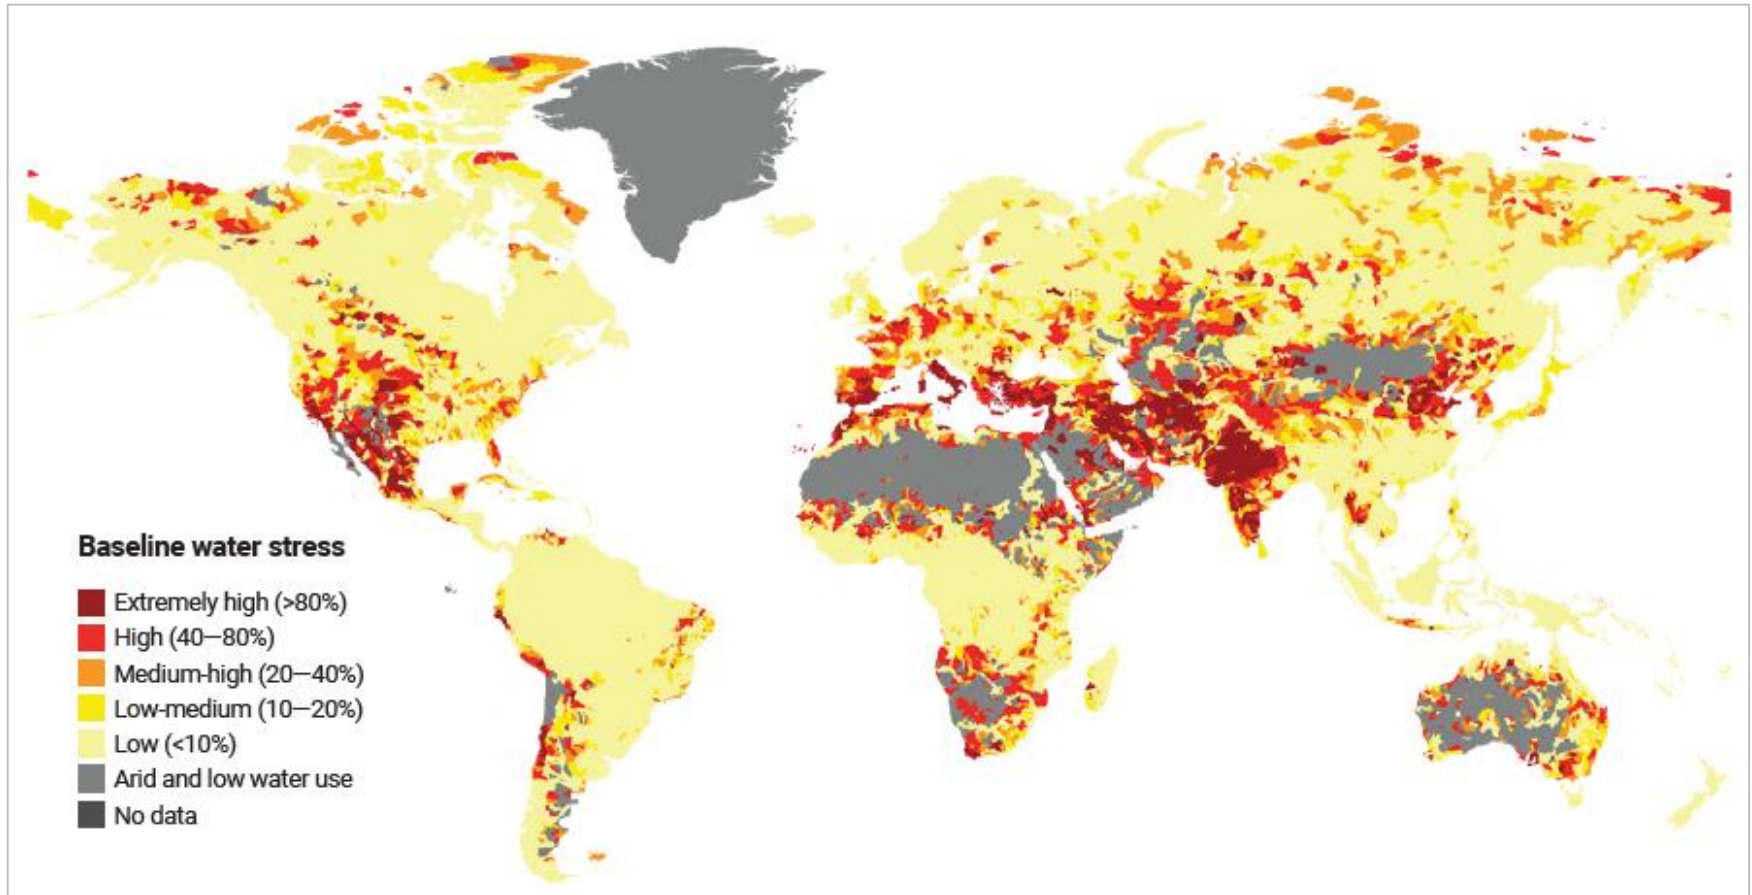 Baseline water stress
Extremely high (>80%)
High (40—80%)
Medium-high (20—40%)
Low-medium (10—20%)
Low (<10%)
Arid and low water use
No data